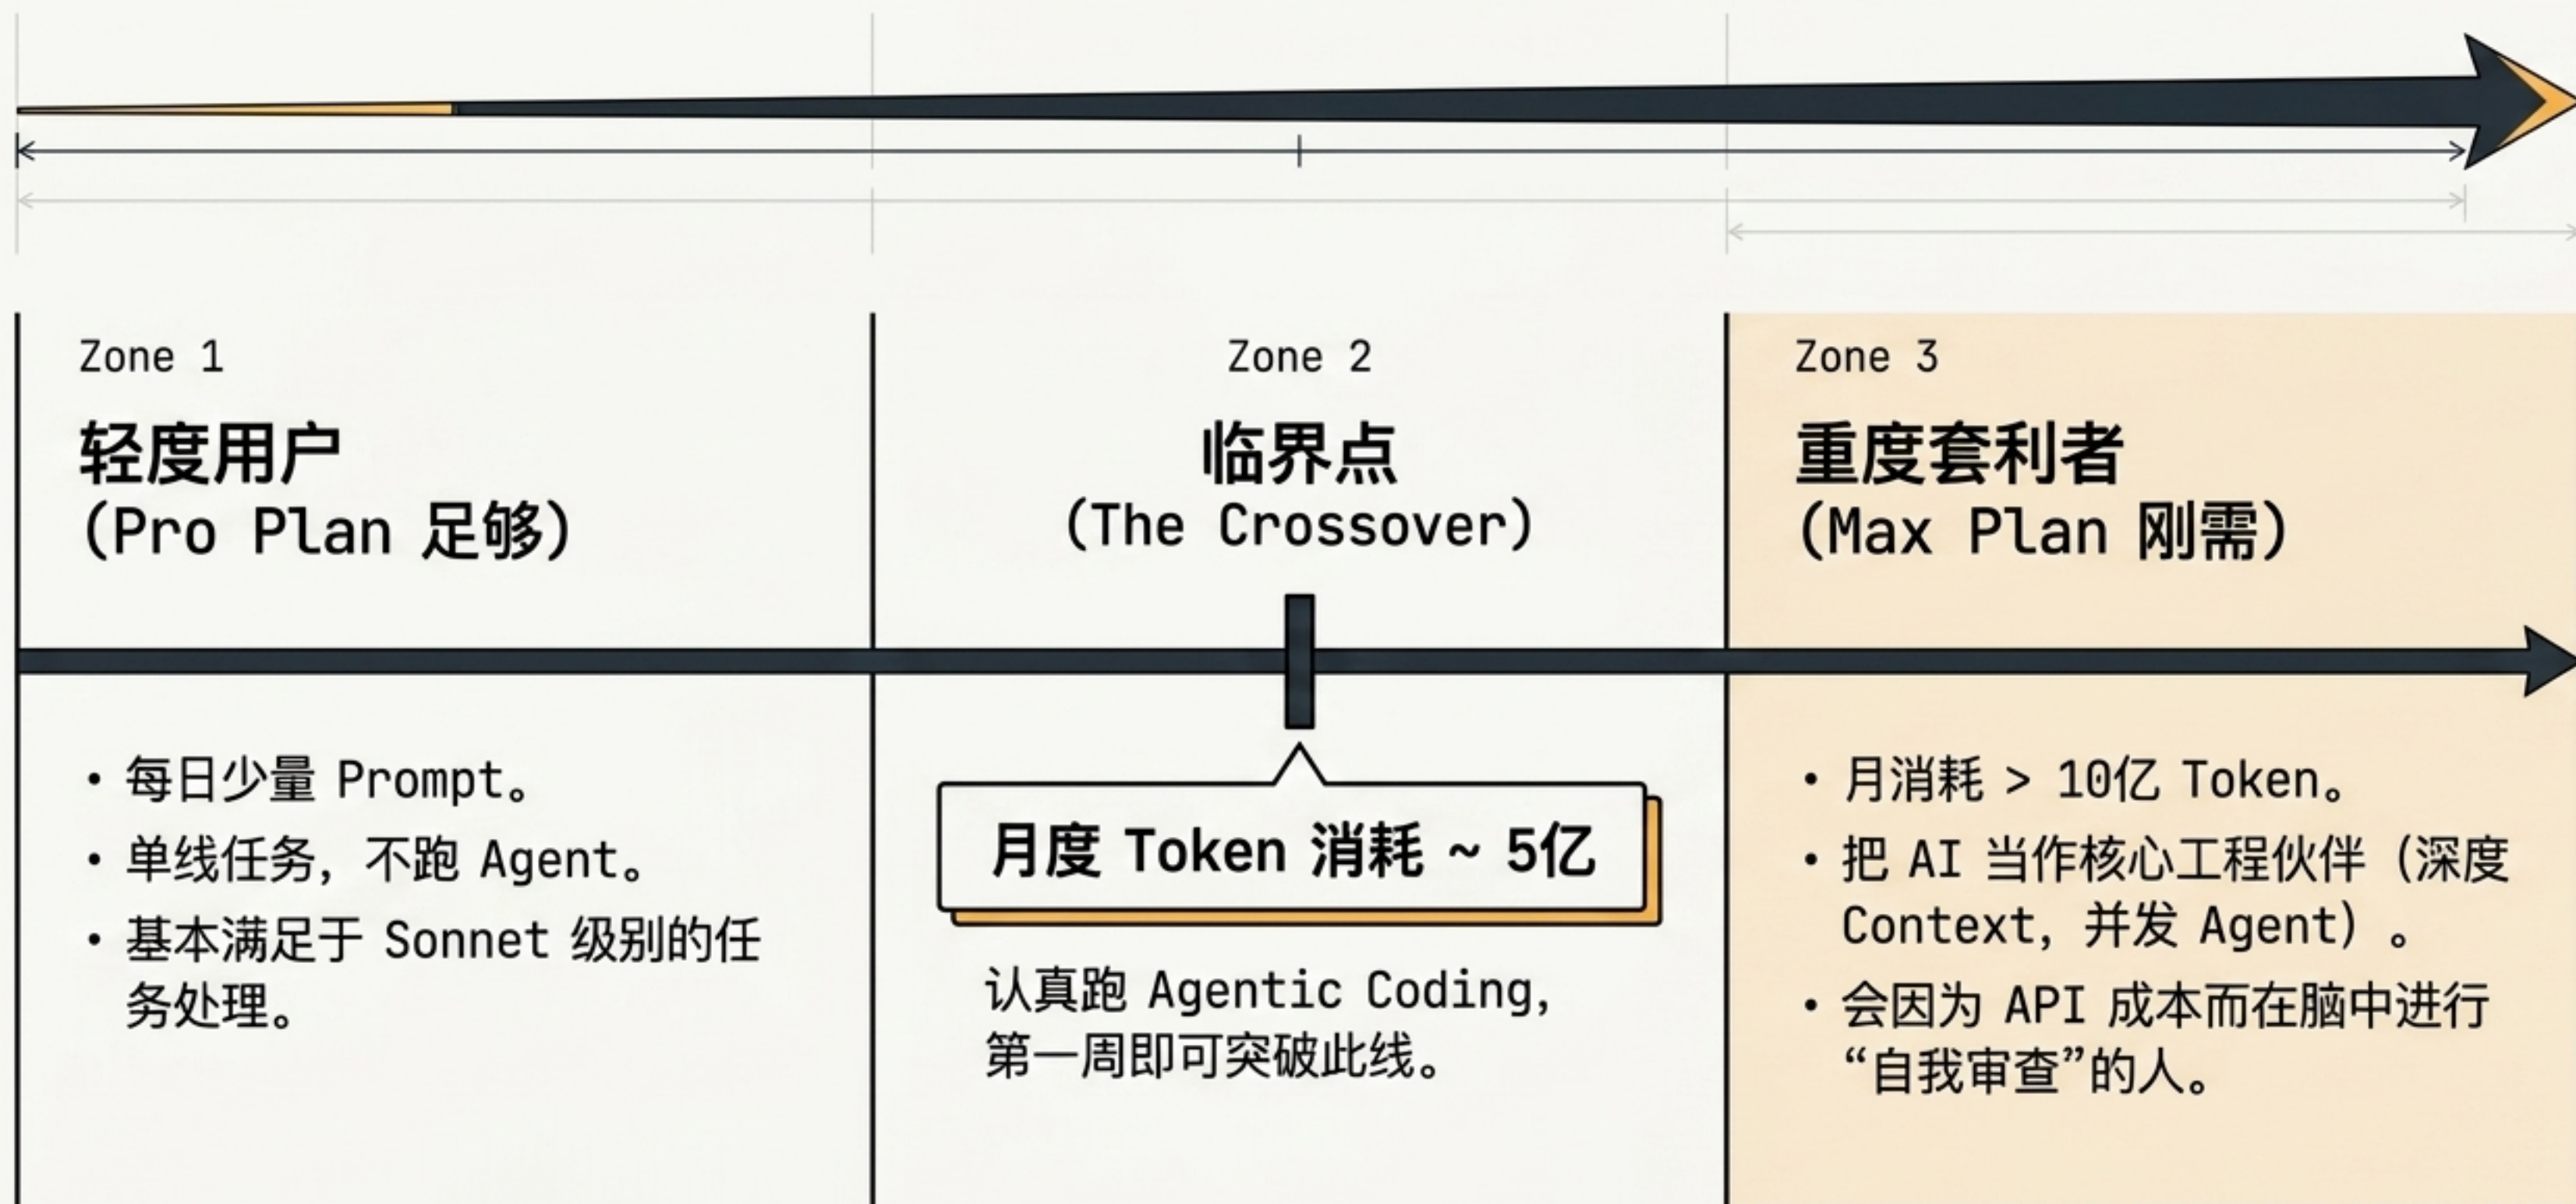 Zone 1
轻度用户
(Pro Plan 足够)
• 每日少量 Prompt。
• 单线任务，不跑 Agent。
• 基本满足于 Sonnet 级别的任
务处理。
Zone 2
临界点
(The Crossover)
月度 Token 消耗 ~ 5亿
认真跑 Agentic Coding,
第一周即可突破此线。
Zone 3
重度套利者
(Max Plan 刚需)
• 月消耗 > 10亿 Token。
• 把 AI 当作核心工程伙伴（深度
Context, 并发 Agent）。
• 会因为 API 成本而在脑中进行
“自我审查”的人。